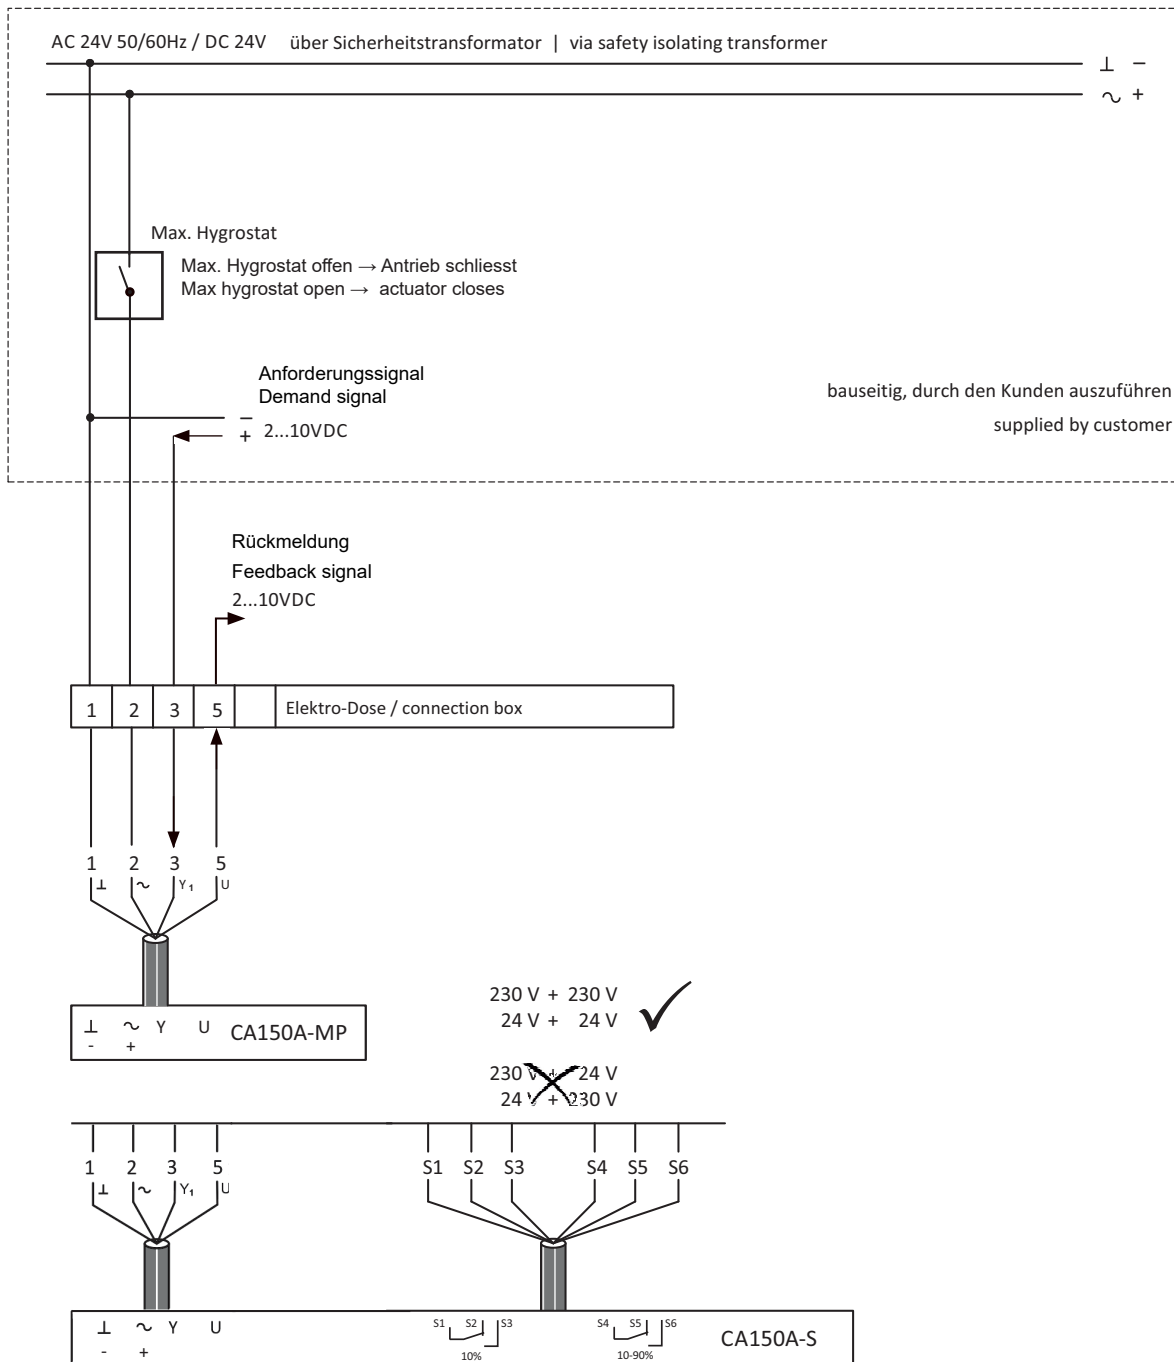 AC 24V 50/60Hz / DC 24V über Sicherheitstransformator | via safety isolating transformer
⊥ −
~ +
Max. Hygrostat
Max. Hygrostat offen → Antrieb schliesst
Max hygrostat open → actuator closes
Anforderungssignal
Demand signal
−
+ 2...10VDC
bauseitig, durch den Kunden auszuführen
supplied by customer
Rückmeldung
Feedback signal
2...10VDC
1 2 3 5 Elektro-Dose / connection box
1 2 3 5
⊥ ~ Y1 U
⊥ ~ Y U CA150A-MP
- +
230 V + 230 V
24 V + 24 V
230 V + 24 V
24 V + 230 V
1 2 3 5 S1 S2 S3 S4 S5 S6
⊥ ~ Y1 U
⊥ ~ Y U S1 S2 S3 S4 S5 S6 CA150A-S
- + 10% 10-90%